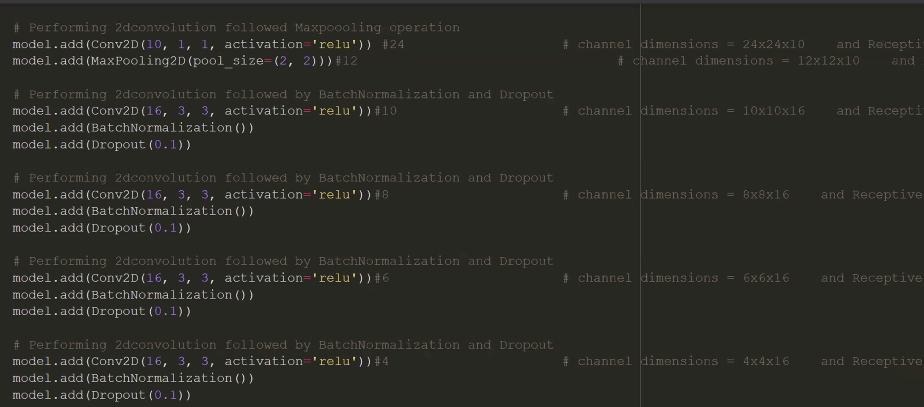 # Performing 2dconvolution followed Maxpoooling operation
model.add(Conv2D(10, 1, 1, activation='relu')) #24 # channel dimensions = 24x24x10 and Recepti
model.add(MaxPooling2D(pool_size=(2, 2)))#12 # channel dimensions = 12x12x10 and
# Performing 2dconvolution followed by BatchNormalization and Dropout
model.add(Conv2D(16, 3, 3, activation='relu'))#10 # channel dimensions = 10x10x16 and Receptiv
model.add(BatchNormalization())
model.add(Dropout(0.1))
# Performing 2dconvolution followed by BatchNormalization and Dropout
model.add(Conv2D(16, 3, 3, activation='relu'))#8 # channel dimensions = 8x8x16 and Receptive
model.add(BatchNormalization())
model.add(Dropout(0.1))
# Performing 2dconvolution followed by BatchNormalization and Dropout
model.add(Conv2D(16, 3, 3, activation='relu'))#6 # channel dimensions = 6x6x16 and Receptive
model.add(BatchNormalization())
model.add(Dropout(0.1))
# Performing 2dconvolution followed by BatchNormalization and Dropout
model.add(Conv2D(16, 3, 3, activation='relu'))#4 # channel dimensions = 4x4x16 and Receptive
model.add(BatchNormalization())
model.add(Dropout(0.1))